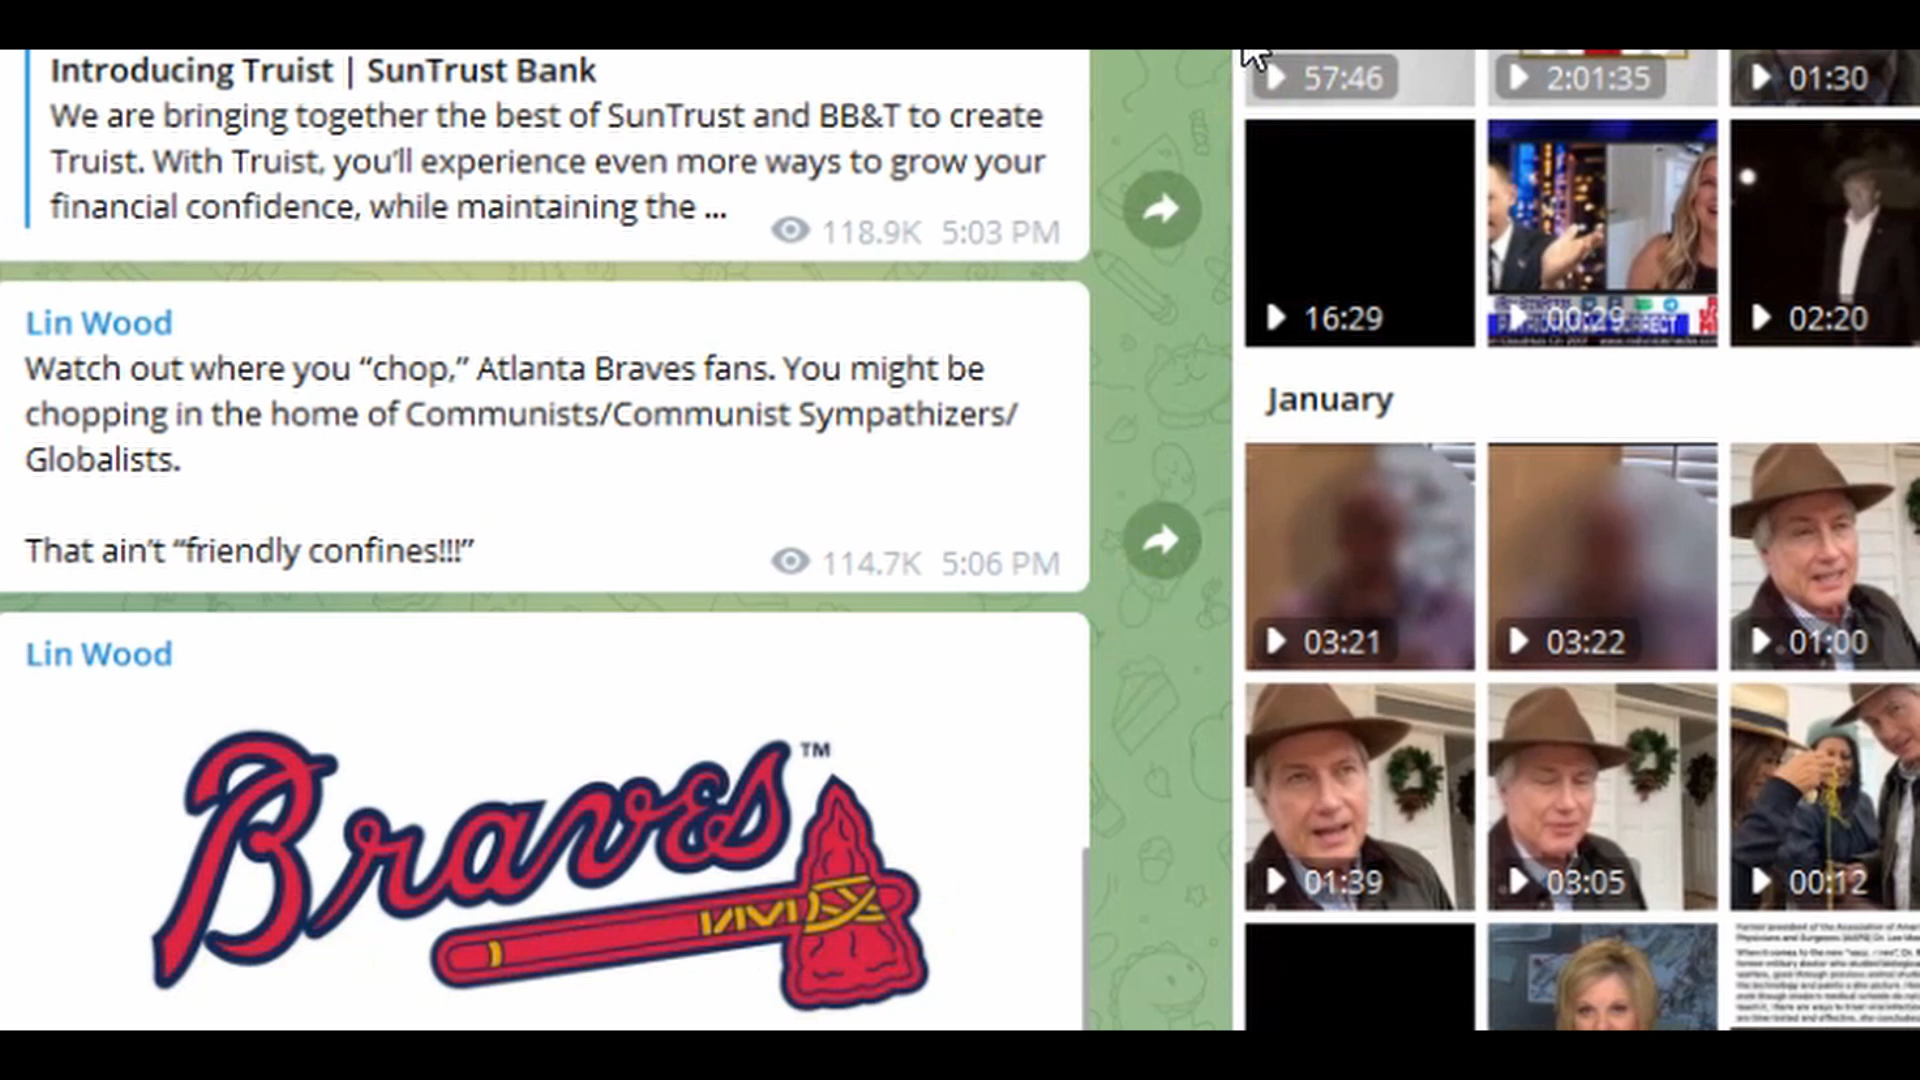 Introducing Truist | SunTrust Bank
We are bringing together the best of SunTrust and BB&T to create
Truist. With Truist, you’ll experience even more ways to grow your
financial confidence, while maintaining the ...
118.9K 5:03 PM
Lin Wood
Watch out where you “chop,” Atlanta Braves fans. You might be
chopping in the home of Communists/Communist Sympathizers/
Globalists.
That ain’t “friendly confines!!!”
114.7K 5:06 PM
Lin Wood
Braves
TM
57:46
2:01:35
01:30
16:29
00:29
02:20
January
03:21
03:22
01:00
01:39
03:05
00:12